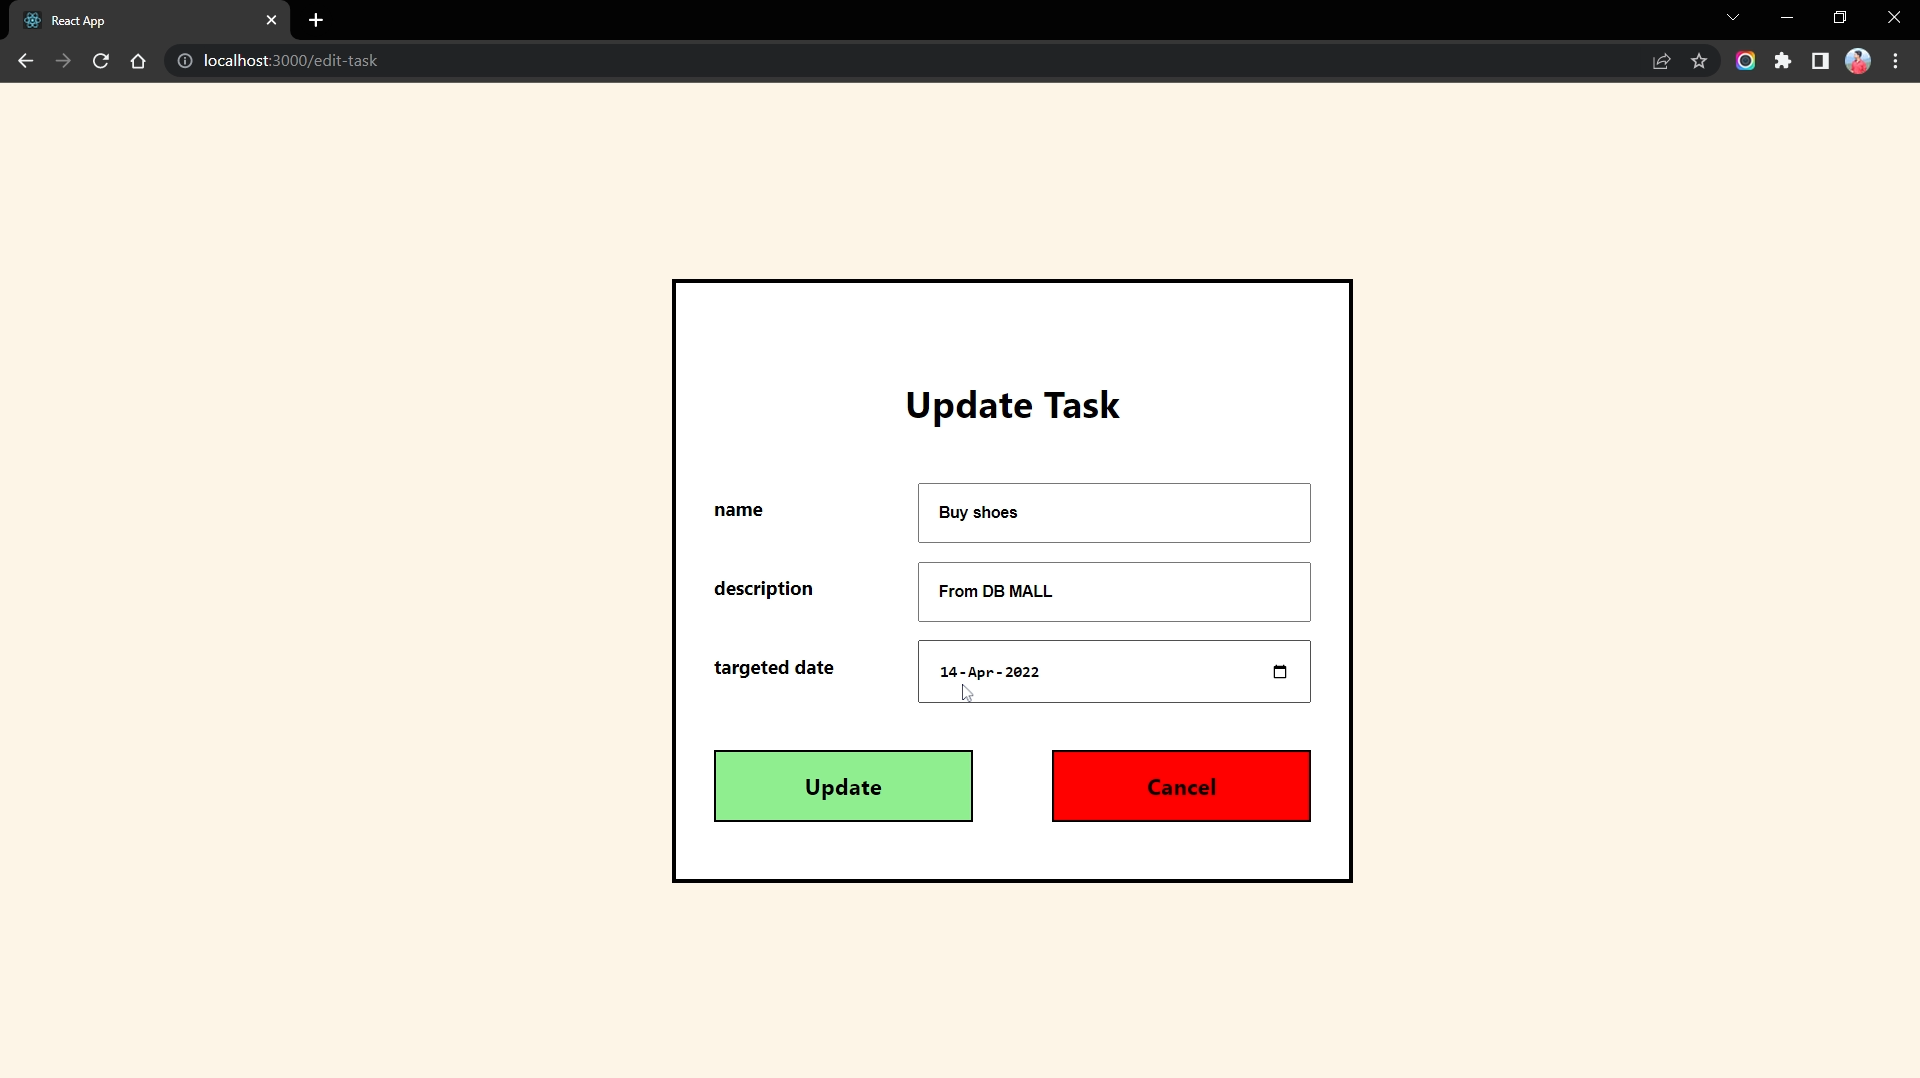 React App
localhost:3000/edit-task
Update Task
name
Buy shoes
description
From DB MALL
targeted date
14-Apr-2022
Update
Cancel